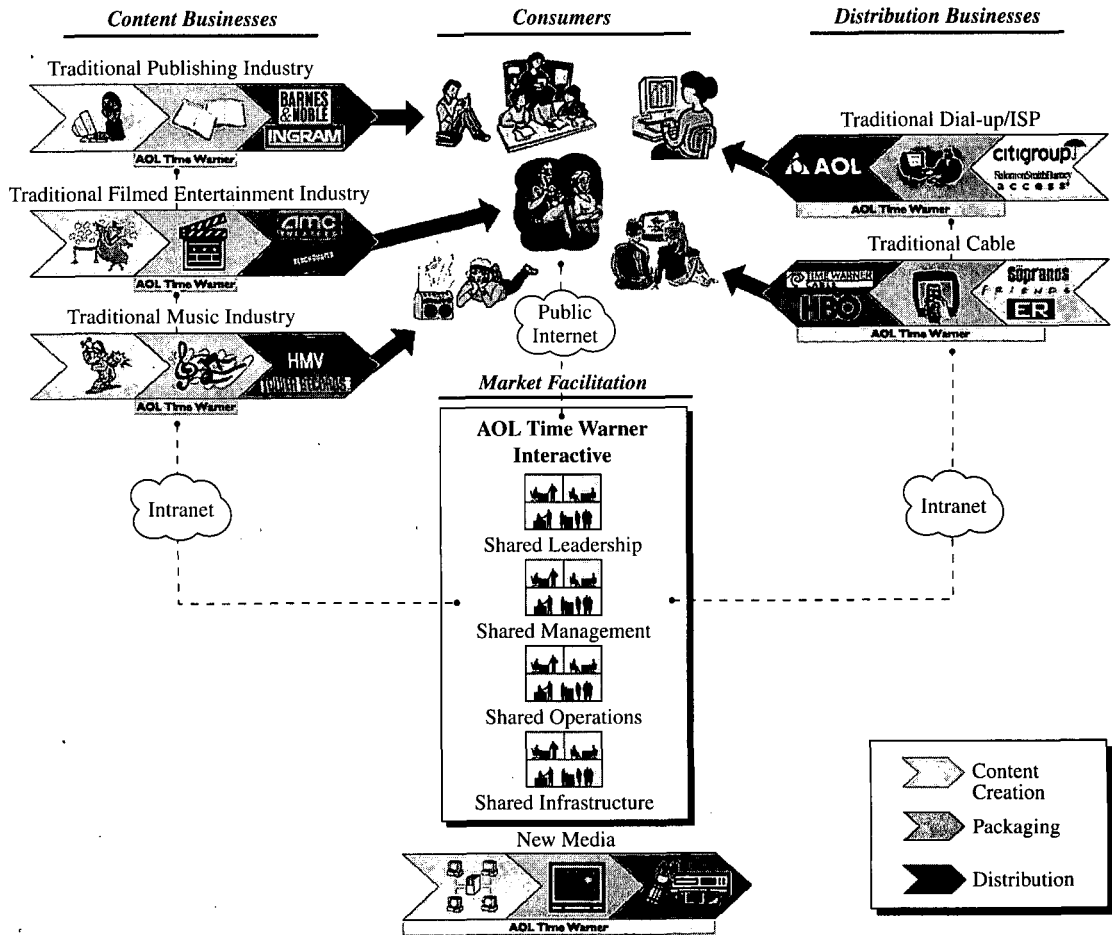 Content Businesses
Consumers
Distribution Businesses
Traditional Publishing Industry
BARNES
& NOBLE
INGRAM
AOL Time Warner
Traditional Filmed Entertainment Industry
amc
AOL Time Warner
Traditional Music Industry
HMV
TOWER RECORDS
AOL Time Warner
Traditional Dial-up/ISP
AOL
citigroup
SalomonSmithBarney
access
AOL Time Warner
Traditional Cable
TIME WARNER
CABLE
HBO
Sopranos
FRIENDS
ER
AOL Time Warner
Public
Internet
Market Facilitation
AOL Time Warner
Interactive
Shared Leadership
Shared Management
Shared Operations
Shared Infrastructure
Intranet
Intranet
New Media
AOL Time Warner
Content
Creation
Packaging
Distribution